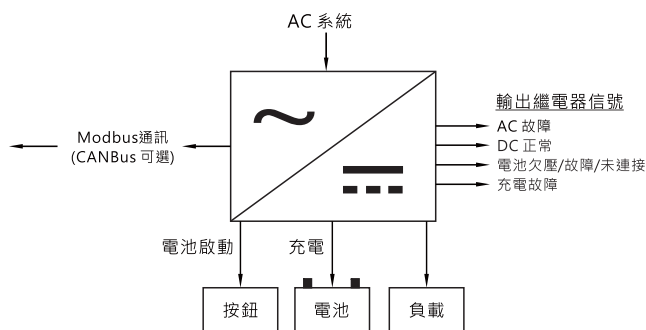 AC 系統
輸出繼電器信號
AC 故障
DC 正常
電池欠壓/故障/未連接
充電故障
Modbus通訊
(CANBus 可選)
電池啟動
充電
按鈕
電池
負載